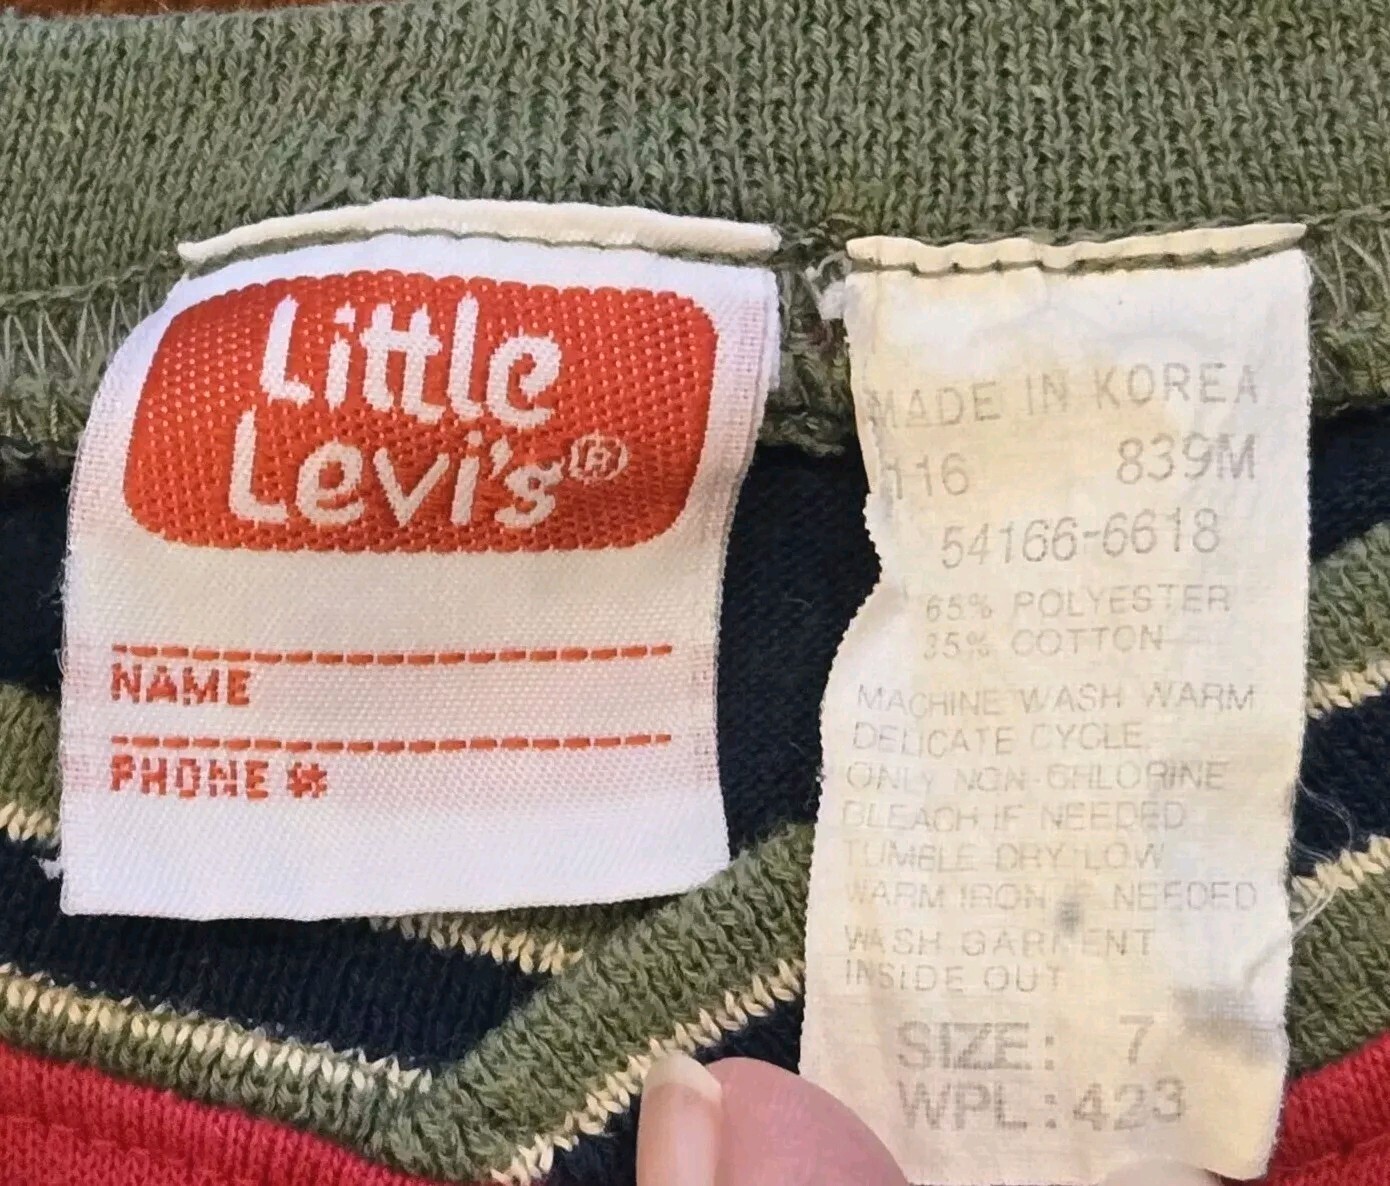 Little
Levi's®
NAME
PHONE #
MADE IN KOREA
116 839M
54166-6618
65% POLYESTER
35% COTTON
MACHINE WASH WARM
DELICATE CYCLE
ONLY NON-CHLORINE
BLEACH IF NEEDED
TUMBLE DRY LOW
WARM IRON IF NEEDED
WASH GARMENT
INSIDE OUT
SIZE: 7
WPL: 423